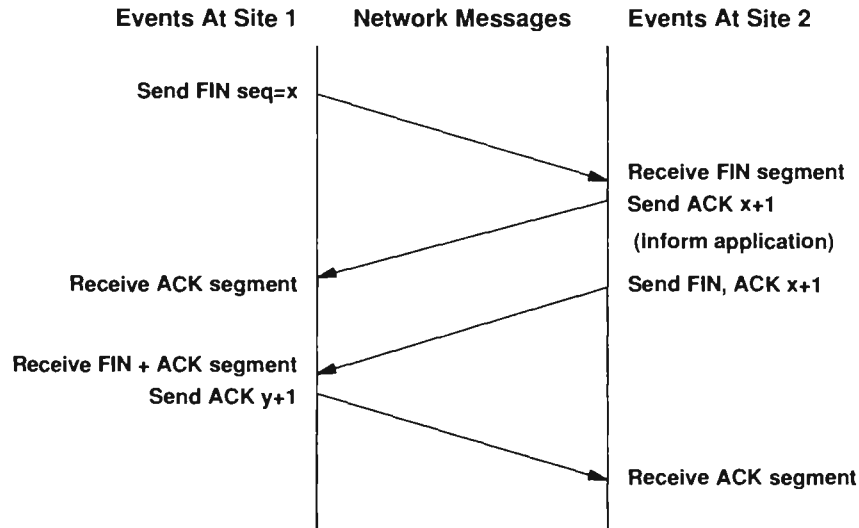 Events At Site 1 Network Messages Events At Site 2
Send FIN seq=x
Receive FIN segment
Send ACK x+1
(inform application)
Receive ACK segment
Send FIN, ACK x+1
Receive FIN + ACK segment
Send ACK y+1
Receive ACK segment